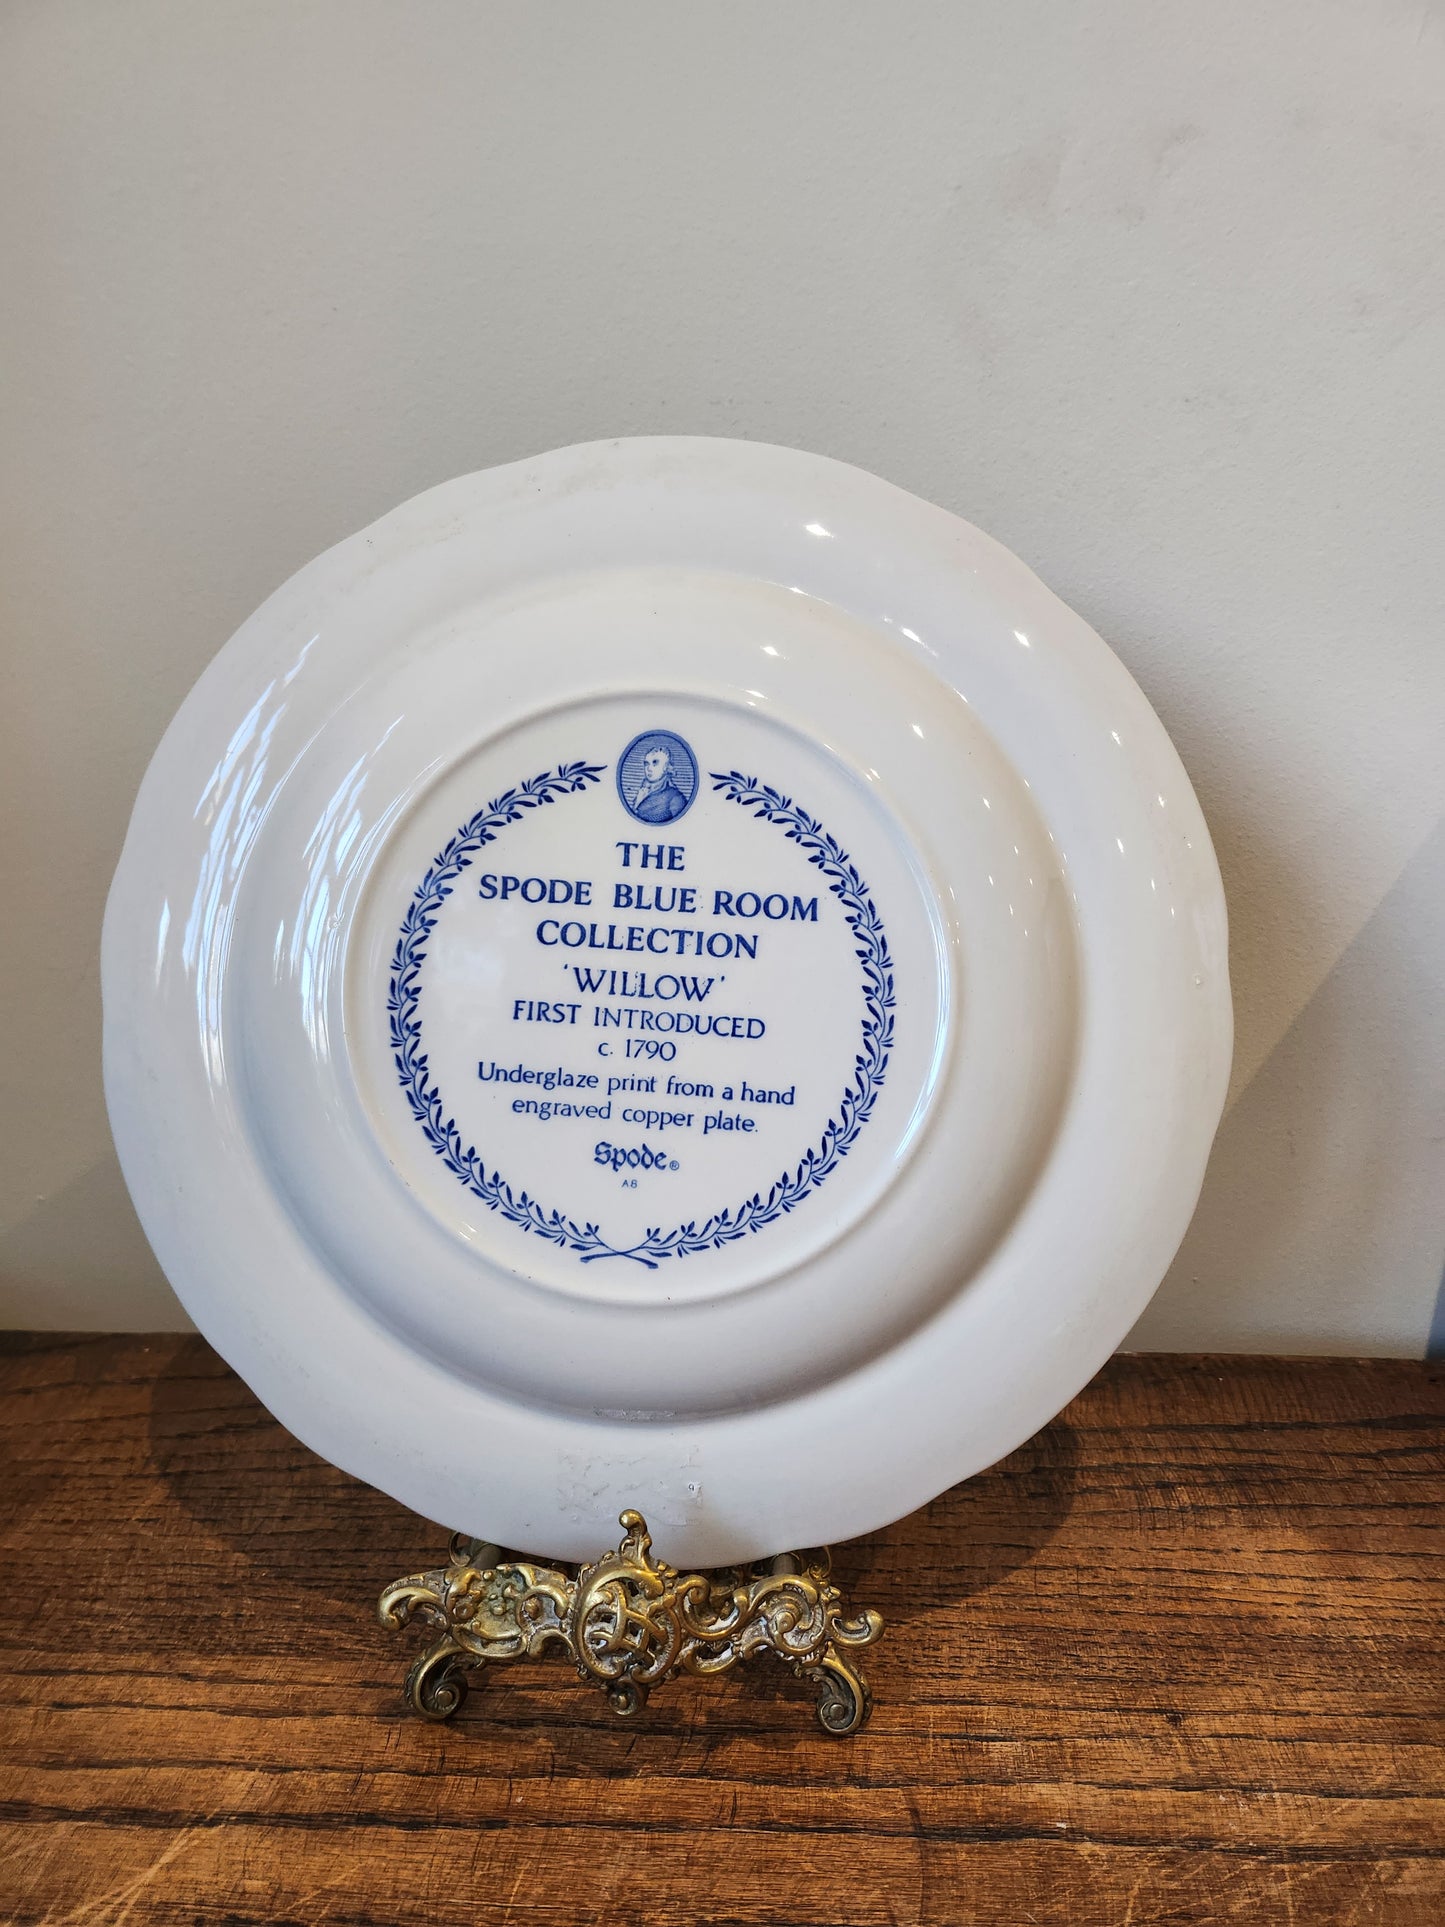 THE
SPODE BLUE ROOM
COLLECTION
'WILLOW'
FIRST INTRODUCED
c. 1790
Underglaze print from a hand
engraved copper plate.
Spode®
A8